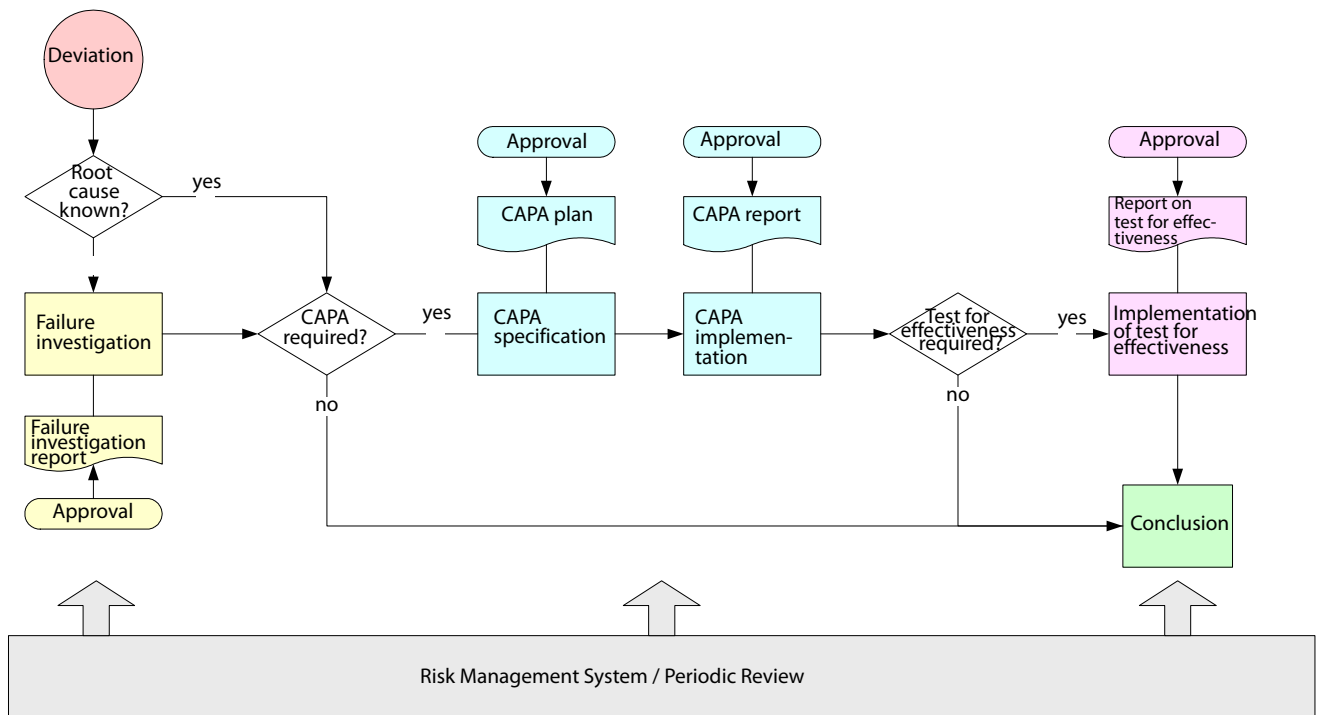 Deviation
Root
cause
known?
yes
Failure
investigation
Failure
investigation
report
Approval
CAPA
required?
yes
no
Approval
CAPA plan
CAPA
specification
Approval
CAPA report
CAPA
implemen-
tation
Test for
effectiveness
required?
yes
no
Approval
Report on
test for effec-
tiveness
Implementation
of test for
effectiveness
Conclusion
Risk Management System / Periodic Review